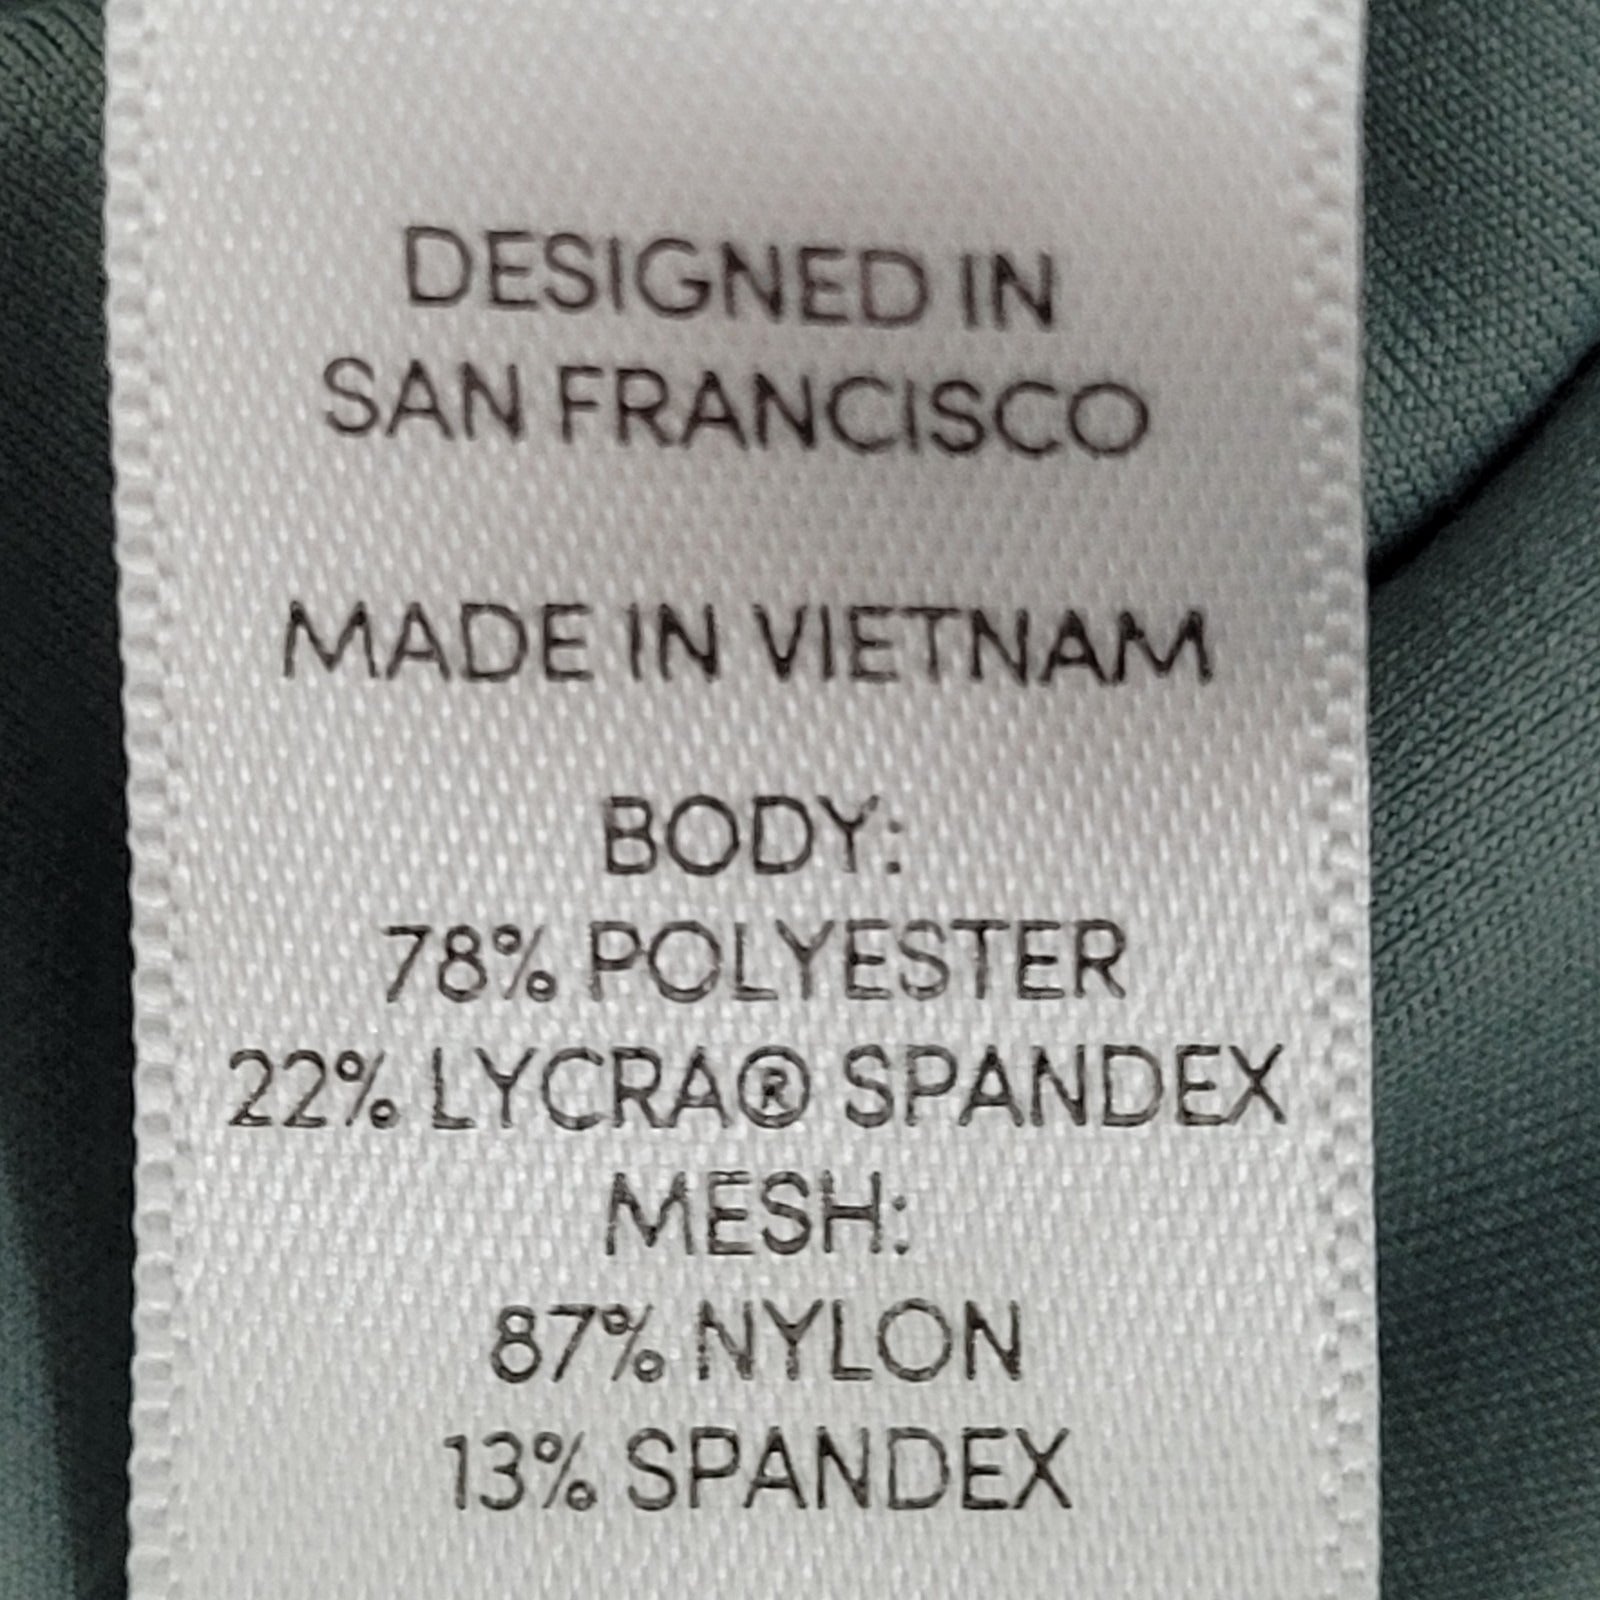 DESIGNED IN
SAN FRANCISCO
MADE IN VIETNAM
BODY:
78% POLYESTER
22% LYCRA® SPANDEX
MESH:
87% NYLON
13% SPANDEX